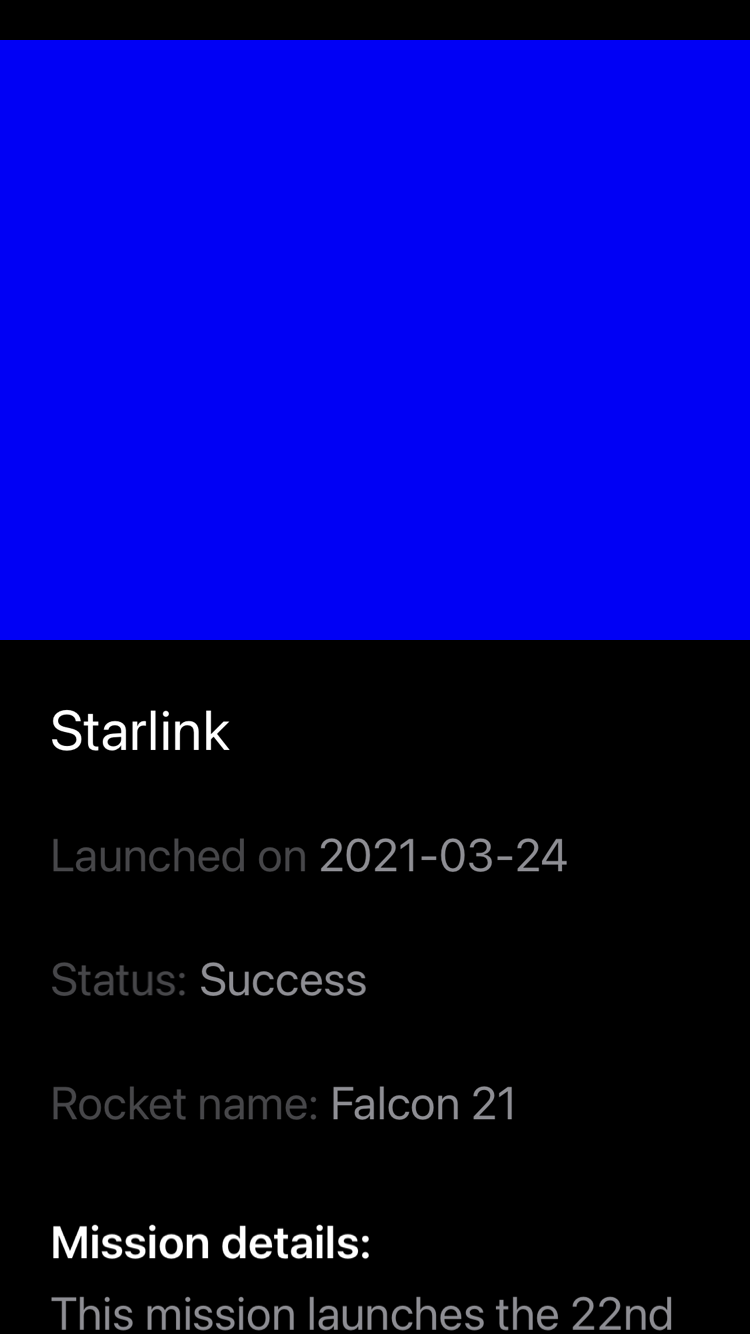 Starlink
Launched on 2021-03-24
Status: Success
Rocket name: Falcon 21
Mission details:
This mission launches the 22nd